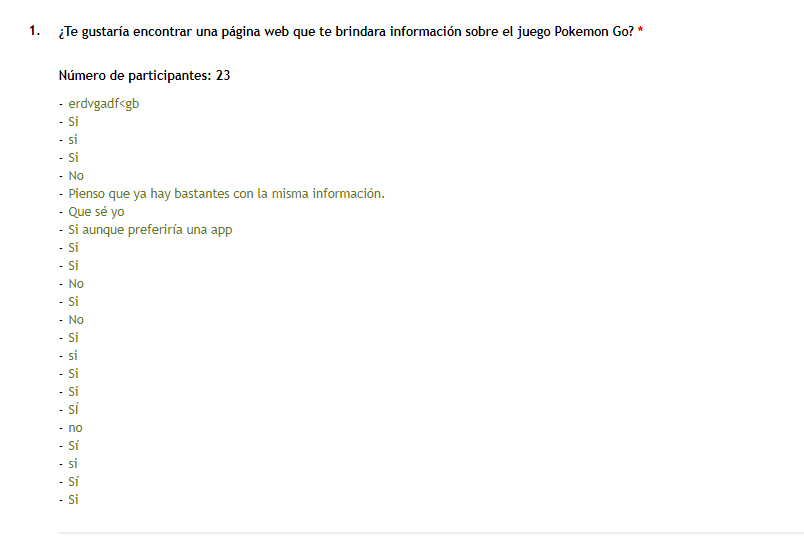 1. ¿Te gustaría encontrar una página web que te brindara información sobre el juego Pokemon Go? *
Número de participantes: 23
- erdvgadf<gb
- Si
- si
- Si
- No
- Pienso que ya hay bastantes con la misma información.
- Que sé yo
- Si aunque preferiría una app
- Si
- Si
- No
- Si
- No
- Si
- si
- Si
- Si
- Sí
- no
- Sí
- si
- Sí
- Si